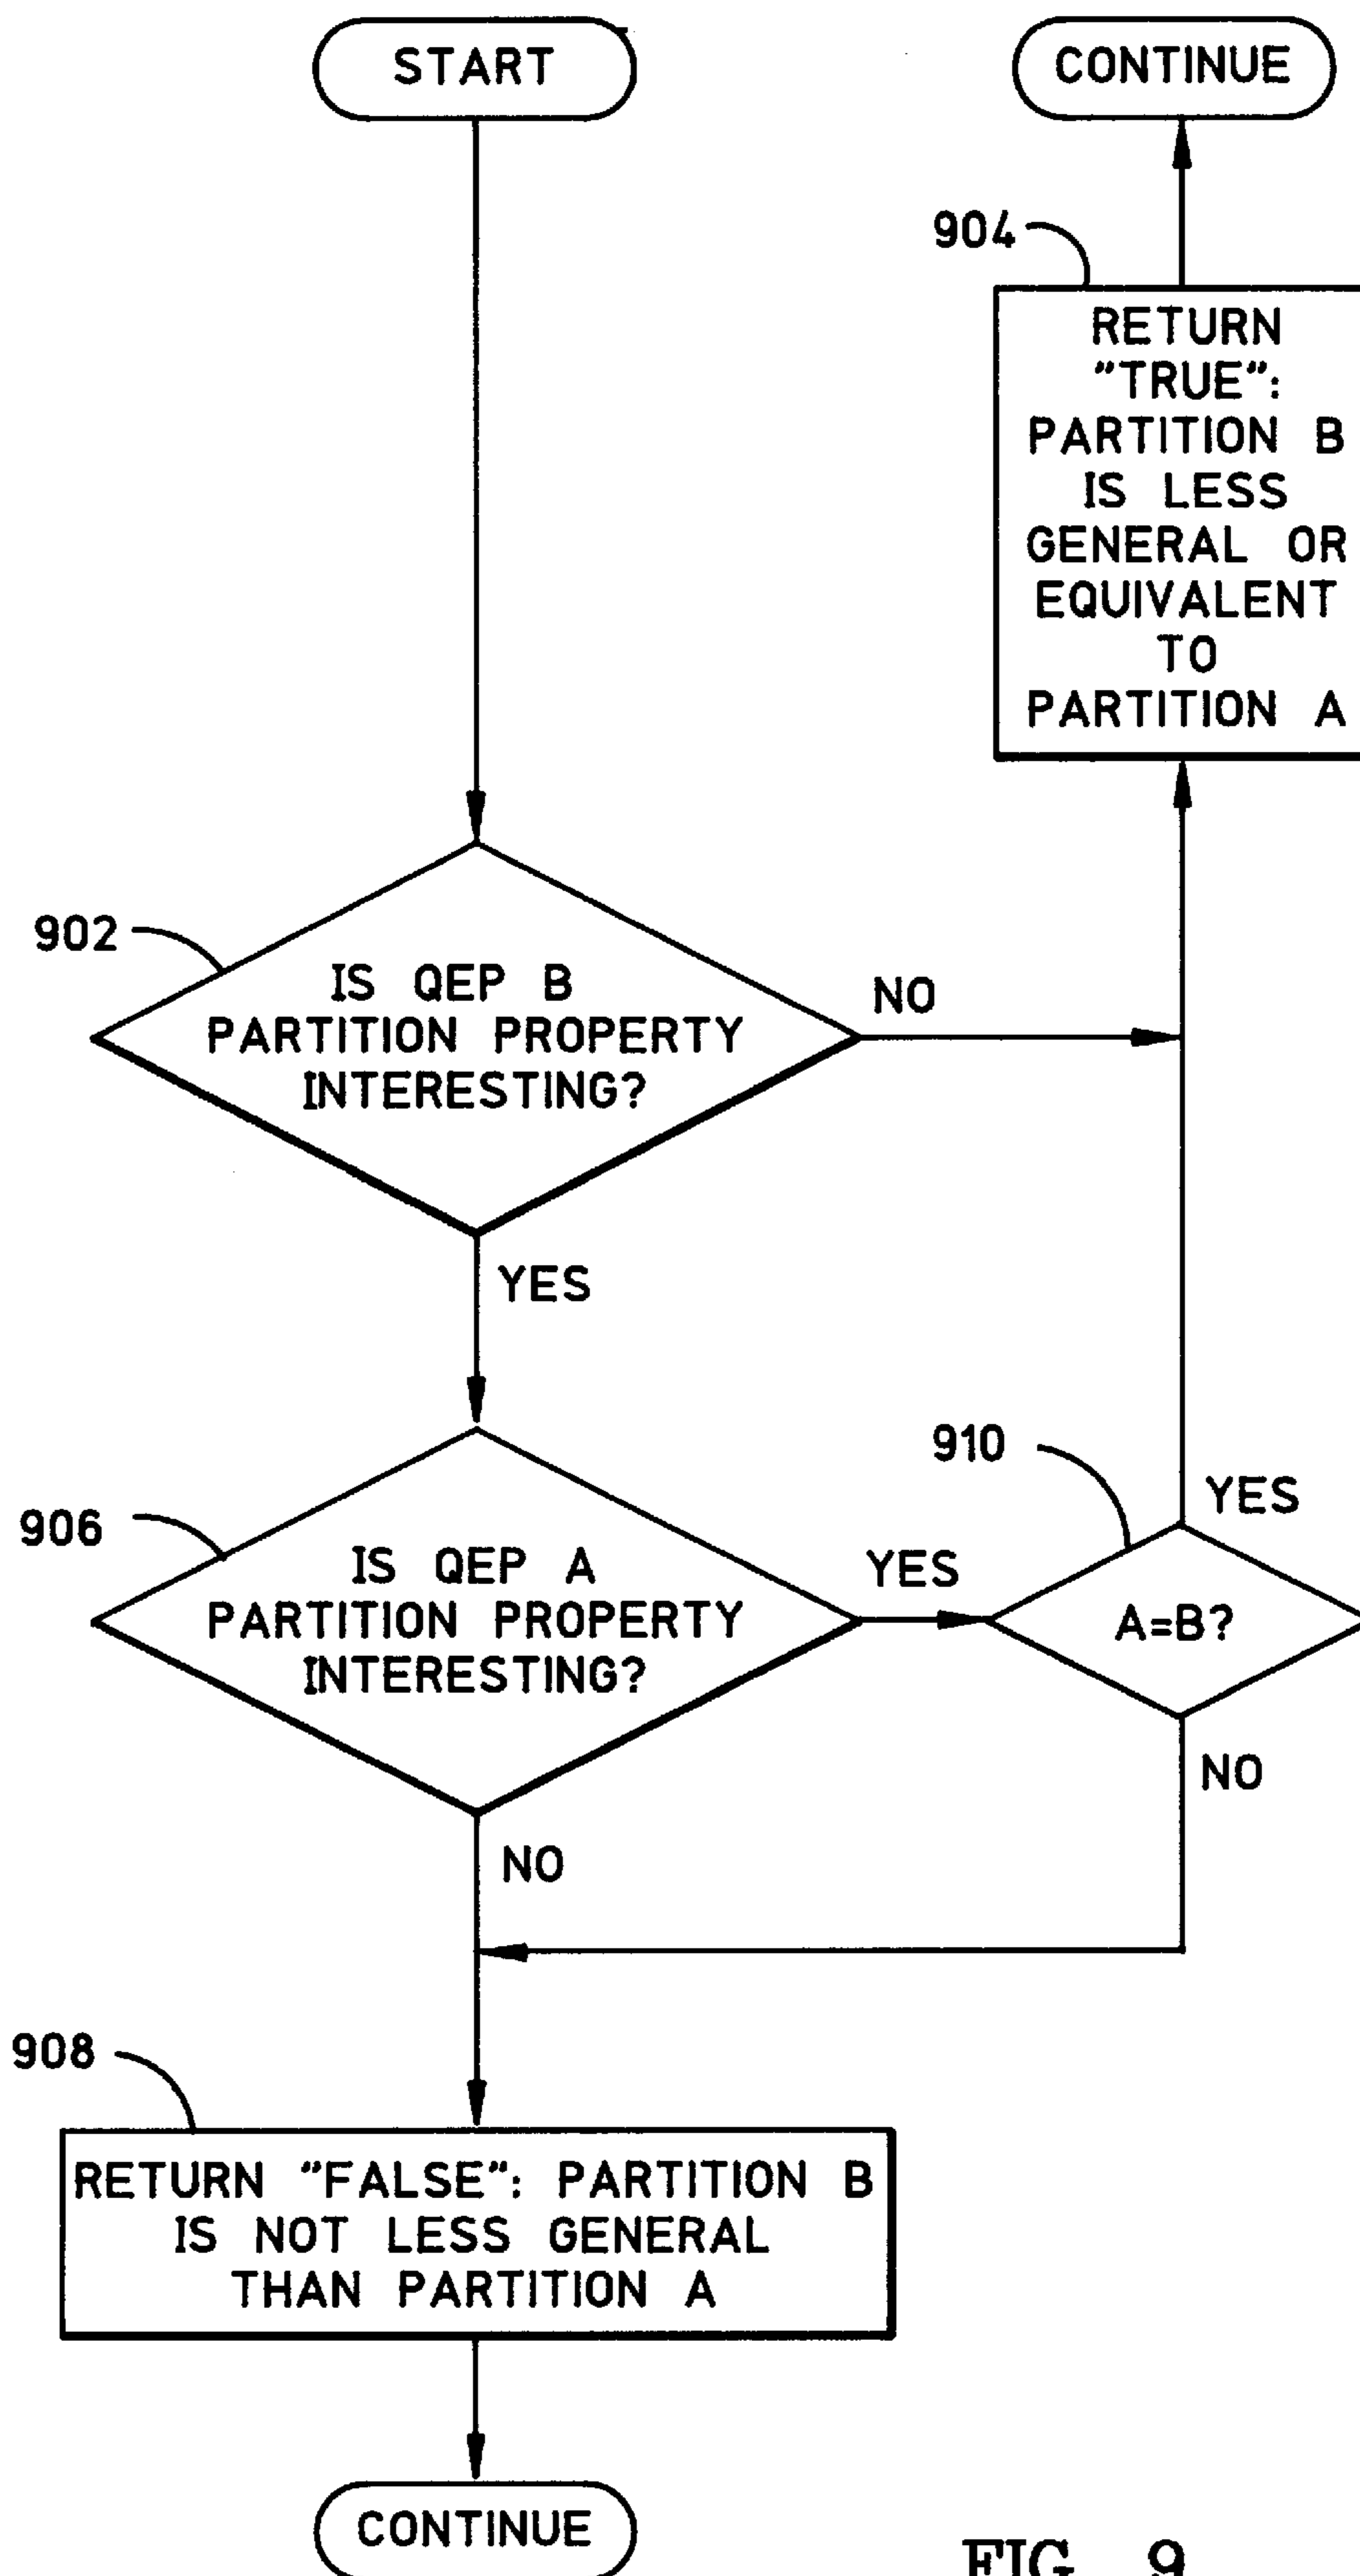 START
CONTINUE
904
RETURN
"TRUE":
PARTITION B
IS LESS
GENERAL OR
EQUIVALENT
TO
PARTITION A
902
IS QEP B
PARTITION PROPERTY
INTERESTING?
NO
YES
906
IS QEP A
PARTITION PROPERTY
INTERESTING?
YES
910
YES
A=B?
NO
NO
908
RETURN "FALSE": PARTITION B
IS NOT LESS GENERAL
THAN PARTITION A
CONTINUE
FIG. 9